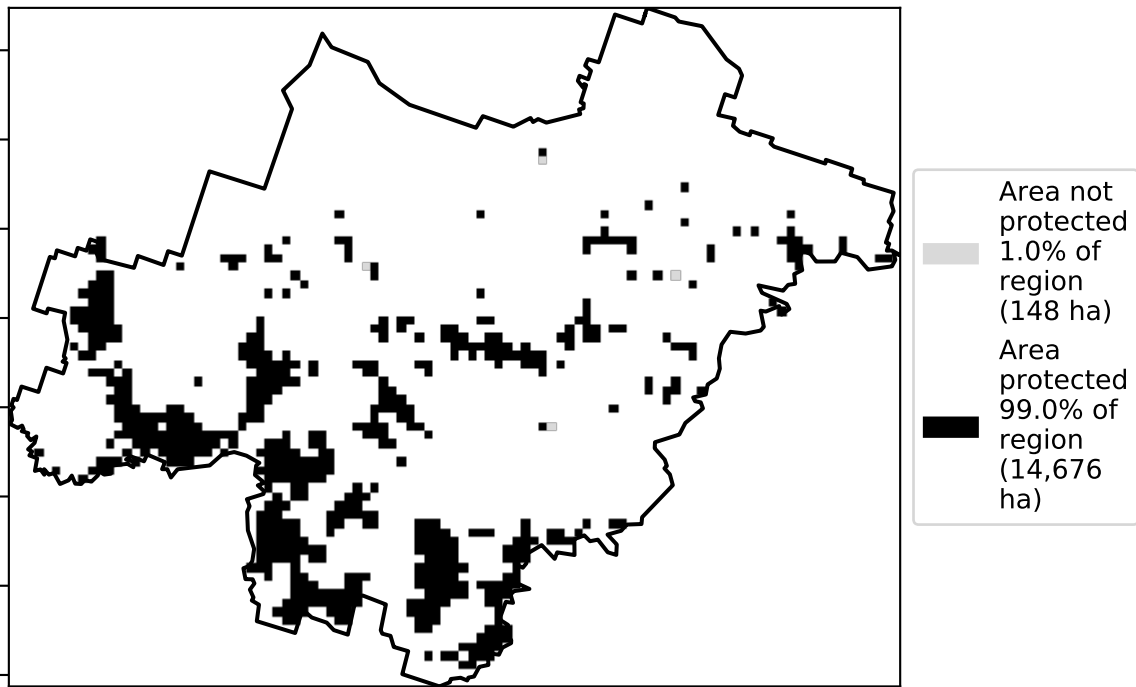 Area not
protected
1.0% of
region
(148 ha)
Area
protected
99.0% of
region
(14,676
ha)